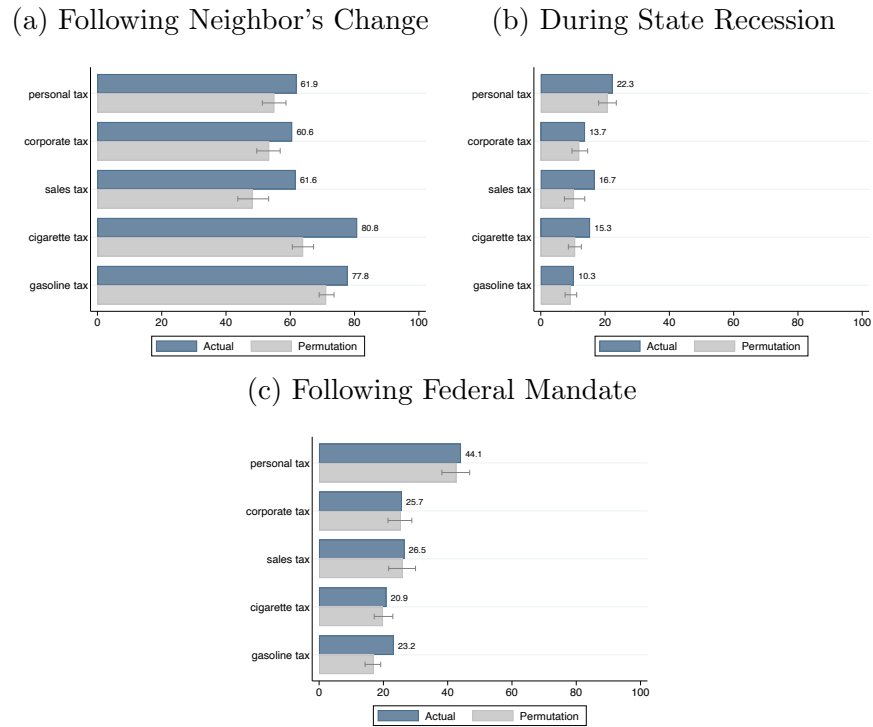 (a) Following Neighbor's Change
personal tax
61.9
corporate tax
60.6
sales tax
61.6
cigarette tax
80.8
gasoline tax
77.8
0 20 40 60 80 100
Actual Permutation
(b) During State Recession
personal tax
22.3
corporate tax
13.7
sales tax
16.7
cigarette tax
15.3
gasoline tax
10.3
0 20 40 60 80 100
Actual Permutation
(c) Following Federal Mandate
personal tax
44.1
corporate tax
25.7
sales tax
26.5
cigarette tax
20.9
gasoline tax
23.2
0 20 40 60 80 100
Actual Permutation